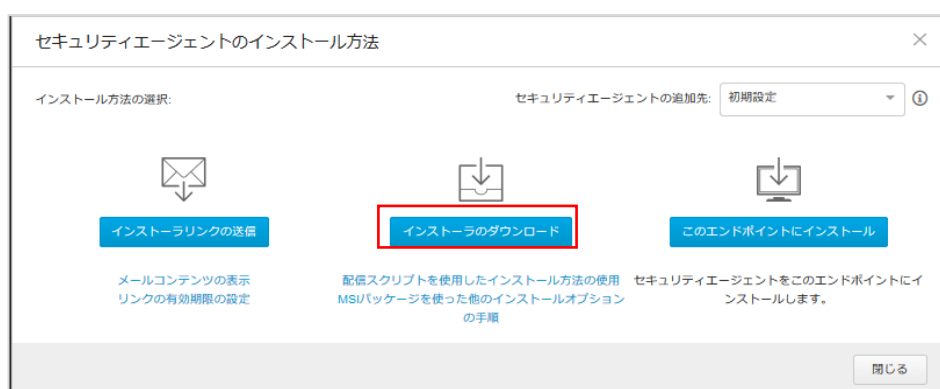 セキュリティエージェントのインストール方法
インストール方法の選択:
セキュリティエージェントの追加先: 初期設定
インストーラリンクの送信
インストーラのダウンロード
このエンドポイントにインストール
メールコンテンツの表示
リンクの有効期限の設定
配信スクリプトを使用したインストール方法の使用
MSIパッケージを使った他のインストールオプション
の手順
セキュリティエージェントをこのエンドポイントにイ
ンストールします。
閉じる